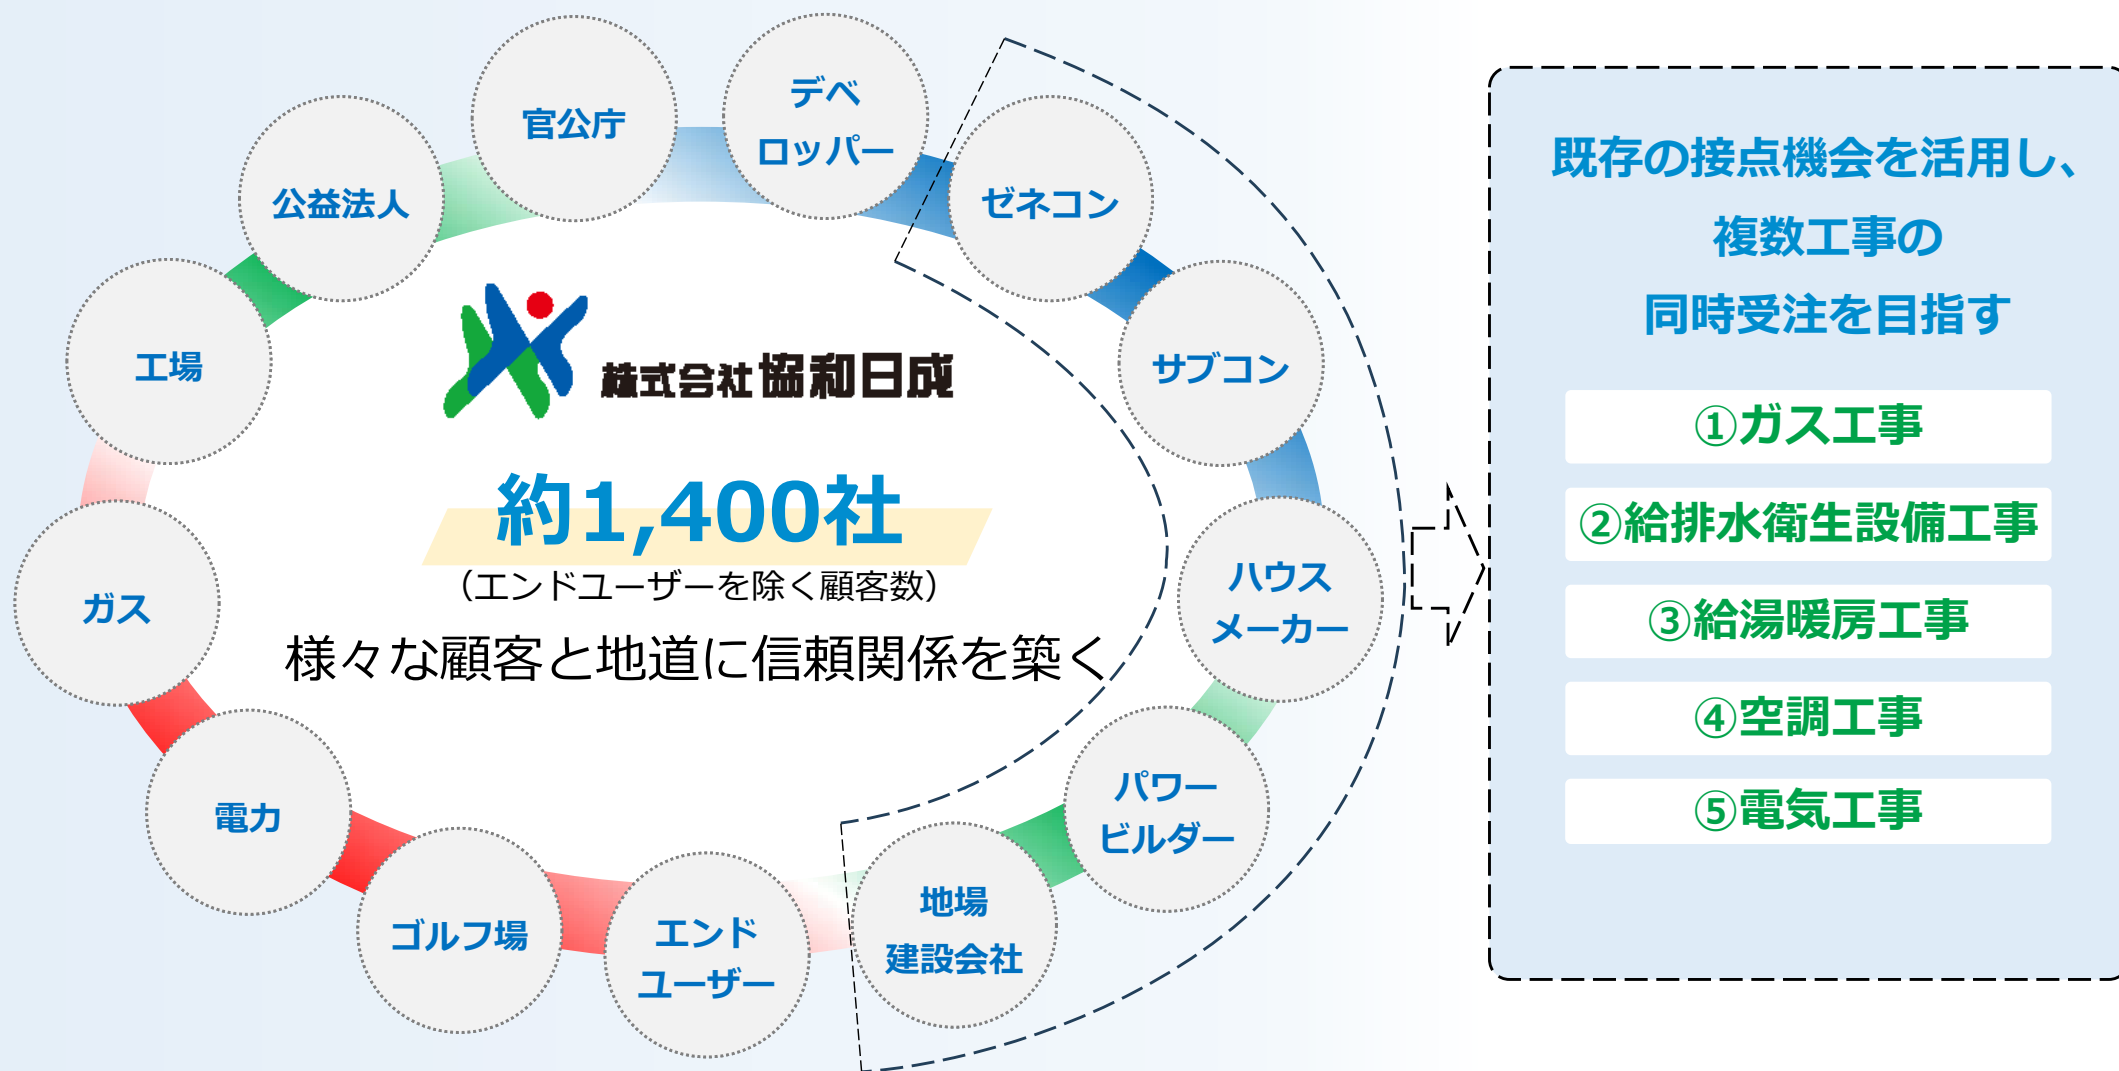 官公庁
デベ
ロッパー
公益法人
ゼネコン
工場
サブコン
株式会社協和日成
約1,400社
（エンドユーザーを除く顧客数）
様々な顧客と地道に信頼関係を築く
ガス
ハウス
メーカー
電力
パワー
ビルダー
ゴルフ場
エンド
ユーザー
地場
建設会社
既存の接点機会を活用し、
複数工事の
同時受注を目指す
①ガス工事
②給排水衛生設備工事
③給湯暖房工事
④空調工事
⑤電気工事